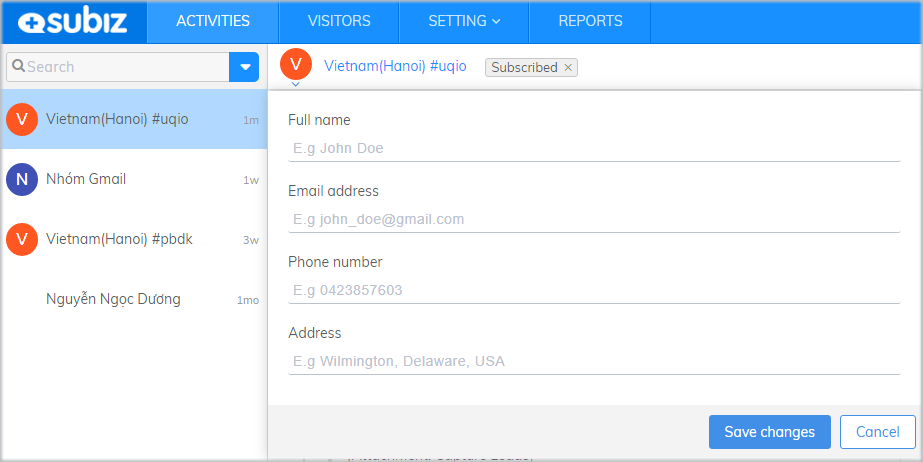 subiz ACTIVITIES VISITORS SETTING REPORTS
Search
V Vietnam(Hanoi) #uqio Subscribed ×
V Vietnam(Hanoi) #uqio 1m
N Nhóm Gmail 1w
V Vietnam(Hanoi) #pbdk 3w
Nguyễn Ngọc Dương 1mo
Full name
E.g John Doe
Email address
E.g john_doe@gmail.com
Phone number
E.g 0423857603
Address
E.g Wilmington, Delaware, USA
Save changes Cancel